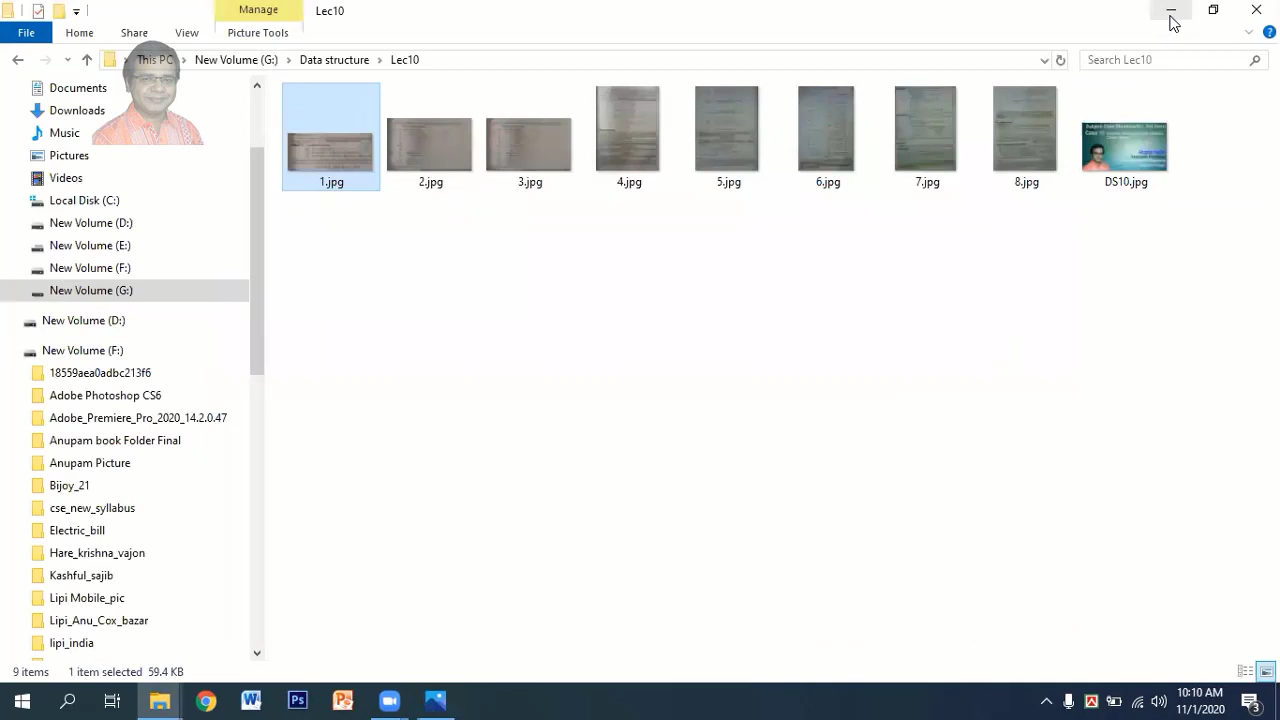 Manage
Lec10
File
Home
Share
View
Picture Tools
This PC
New Volume (G:)
Data structure
Lec10
Search Lec10
Documents
Downloads
Music
Pictures
Videos
Local Disk (C:)
New Volume (D:)
New Volume (E:)
New Volume (F:)
New Volume (G:)
New Volume (D:)
New Volume (F:)
18559aea0adbc213f6
Adobe Photoshop CS6
Adobe_Premiere_Pro_2020_14.2.0.47
Anupam book Folder Final
Anupam Picture
Bijoy_21
cse_new_syllabus
Electric_bill
Hare_krishna_vajon
Kashful_sajib
Lipi Mobile_pic
Lipi_Anu_Cox_bazar
lipi_india
1.jpg
2.jpg
3.jpg
4.jpg
5.jpg
6.jpg
7.jpg
8.jpg
DS10.jpg
9 items
1 item selected 59.4 KB
10:10 AM
11/1/2020
3